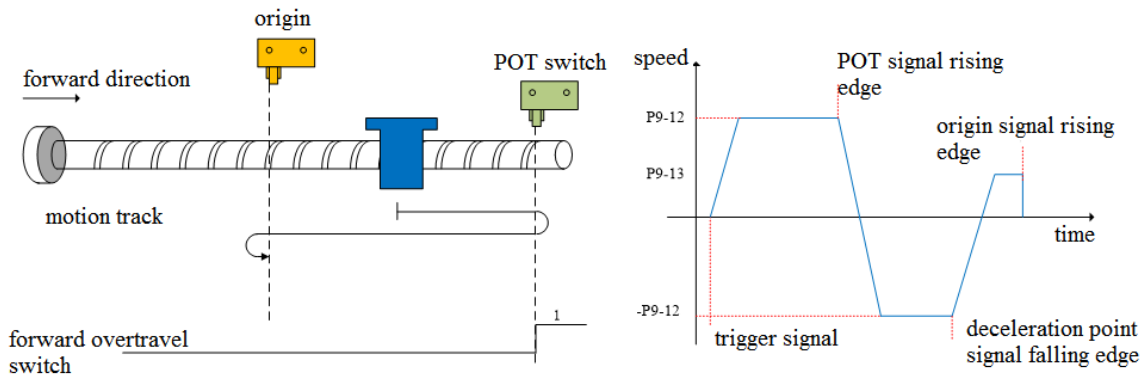 origin
forward direction
POT switch
motion track
forward overtravel
switch
1
speed
POT signal rising
edge
P9-12
origin signal rising
edge
P9-13
time
-P9-12
trigger signal
deceleration point
signal falling edge